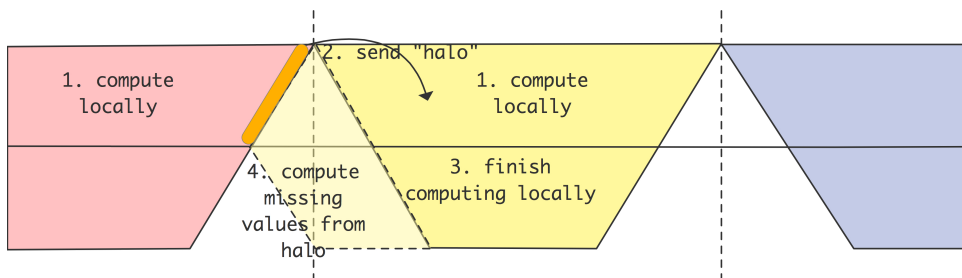 2. send "halo"
1. compute
locally
1. compute
locally
3. finish
computing locally
4. compute
missing
values from
halo